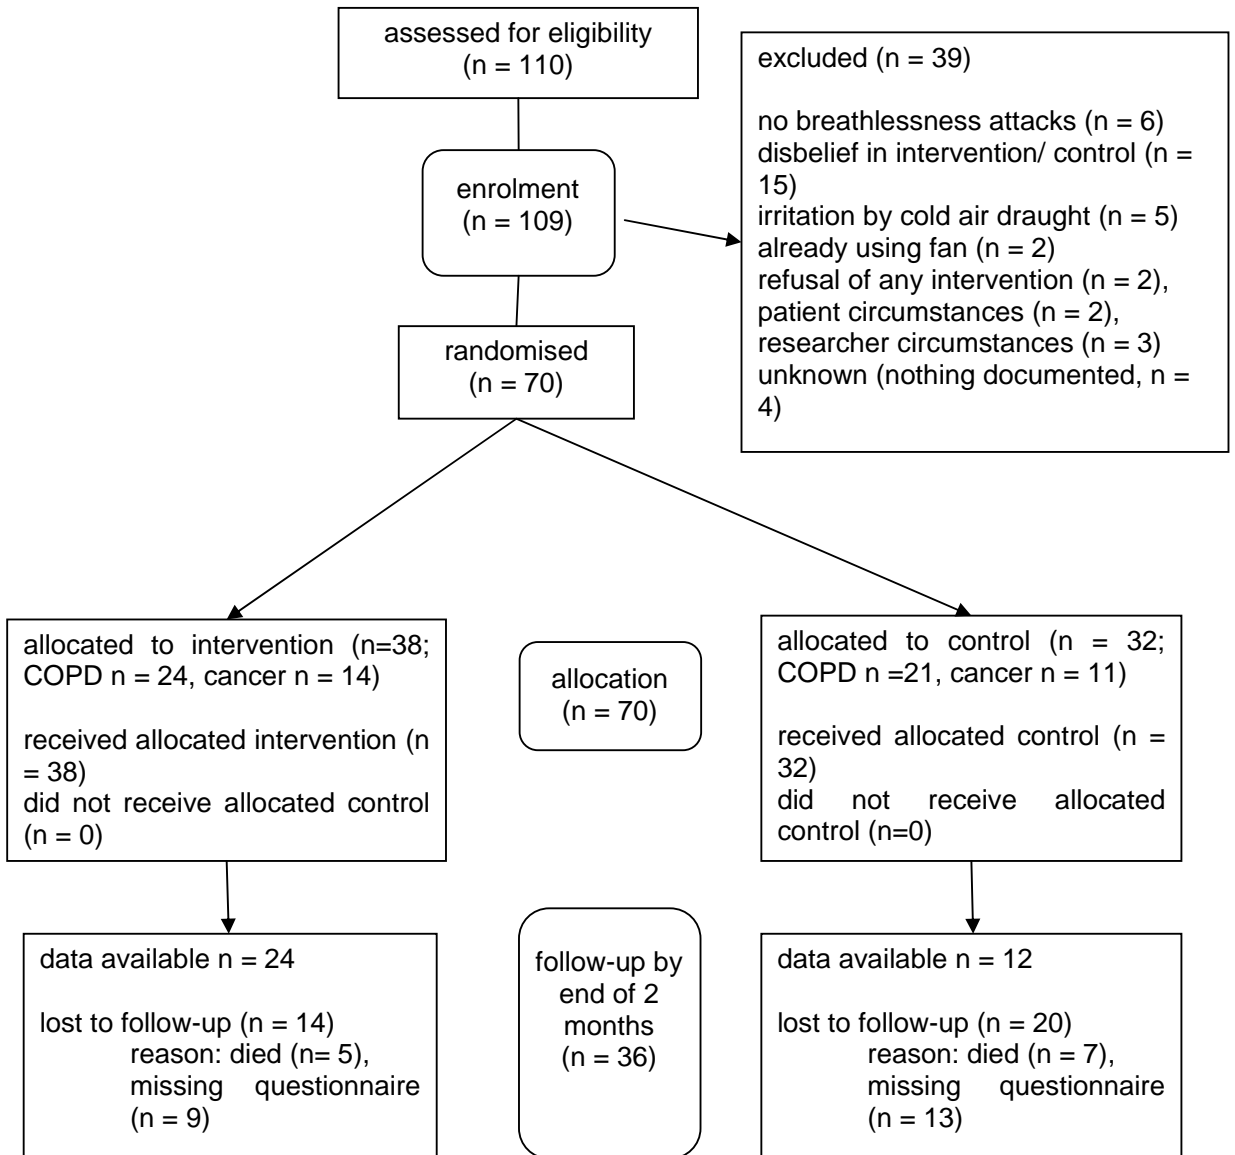 assessed for eligibility
(n = 110)
excluded (n = 39)
no breathlessness attacks (n = 6)
disbelief in intervention/ control (n =
15)
irritation by cold air draught (n = 5)
already using fan (n = 2)
refusal of any intervention (n = 2),
patient circumstances (n = 2),
researcher circumstances (n = 3)
unknown (nothing documented, n =
4)
enrolment
(n = 109)
randomised
(n = 70)
allocated to intervention (n=38;
COPD n = 24, cancer n = 14)
received allocated intervention (n
= 38)
did not receive allocated control
(n = 0)
allocation
(n = 70)
allocated to control (n = 32;
COPD n =21, cancer n = 11)
received allocated control (n =
32)
did not receive allocated
control (n=0)
data available n = 24
lost to follow-up (n = 14)
reason: died (n= 5),
missing questionnaire
(n = 9)
follow-up by
end of 2
months
(n = 36)
data available n = 12
lost to follow-up (n = 20)
reason: died (n = 7),
missing questionnaire
(n = 13)